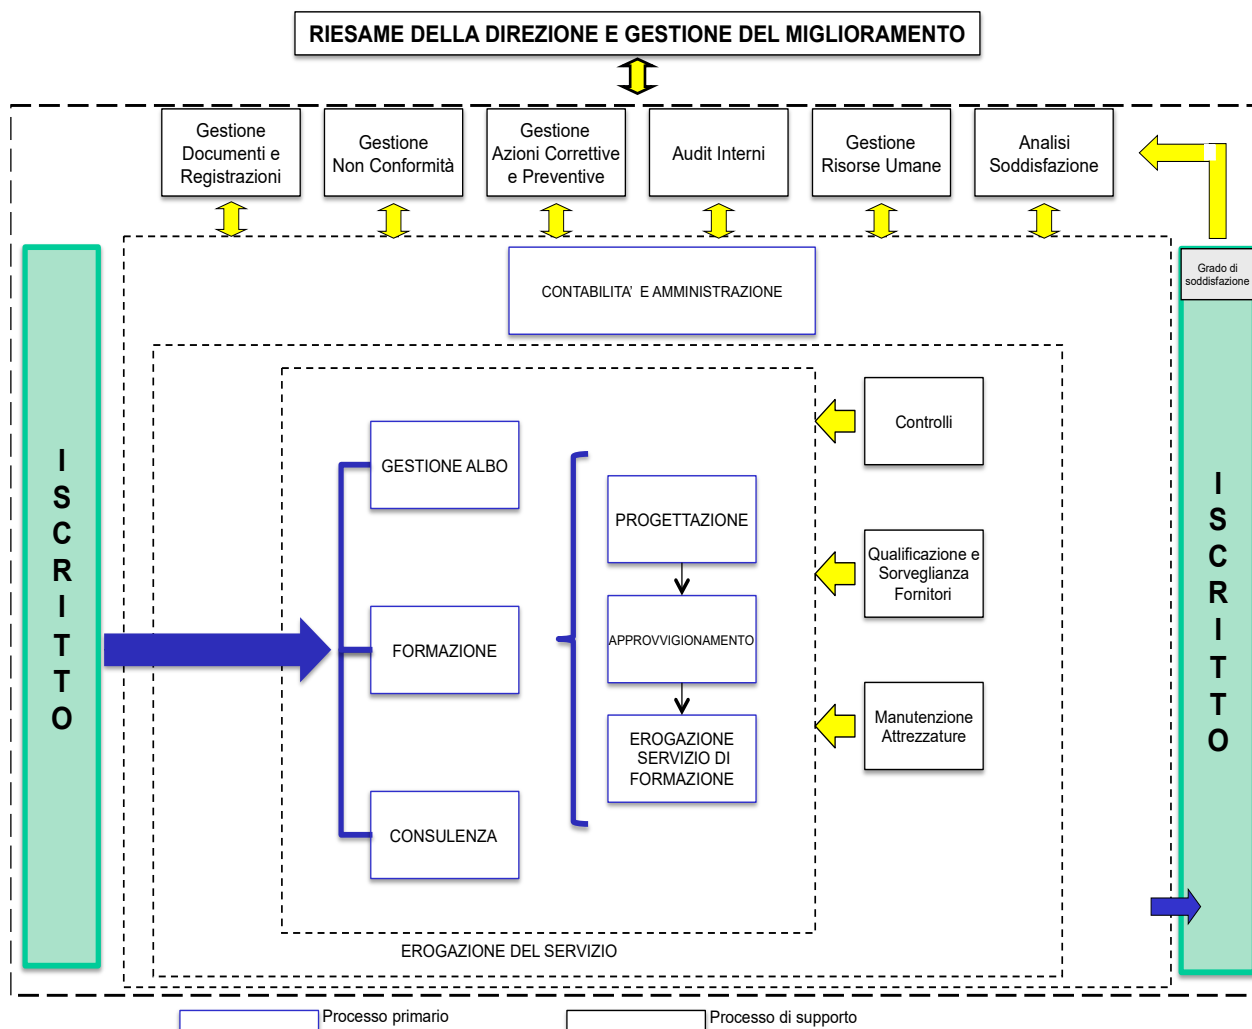 RIESAME DELLA DIREZIONE E GESTIONE DEL MIGLIORAMENTO
Gestione
Documenti e
Registrazioni
Gestione
Non Conformità
Gestione
Azioni Correttive
e Preventive
Audit Interni
Gestione
Risorse Umane
Analisi
Soddisfazione
Grado di
soddisfazione
CONTABILITA' E AMMINISTRAZIONE
I
S
C
R
I
T
T
O
GESTIONE ALBO
FORMAZIONE
CONSULENZA
PROGETTAZIONE
APPROVVIGIONAMENTO
EROGAZIONE
SERVIZIO DI
FORMAZIONE
Controlli
Qualificazione e
Sorveglianza
Fornitori
Manutenzione
Attrezzature
I
S
C
R
I
T
T
O
EROGAZIONE DEL SERVIZIO
Processo primario
Processo di supporto